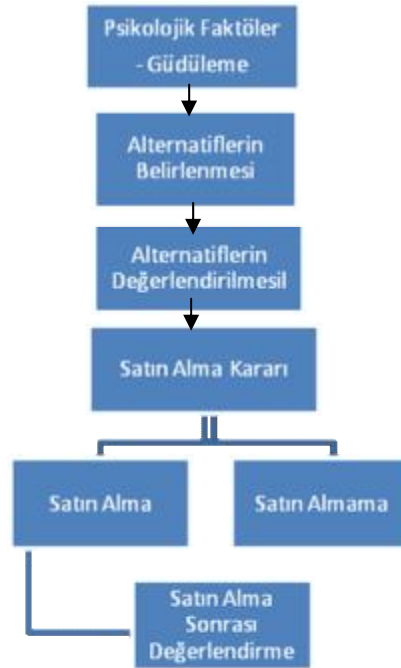 Psikolojik Faktöler
- Güdüleme
Alternatiflerin
Belirlenmesi
Alternatiflerin
Değerlendirilmesil
Satın Alma Kararı
Satın Alma
Satın Almama
Satın Alma
Sonrası
Değerlendirme